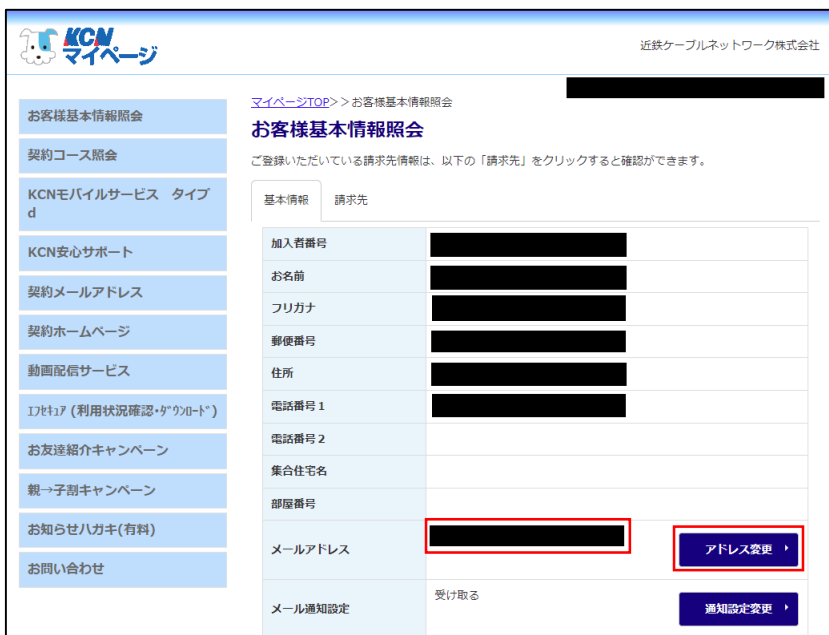 KCN
マイページ
近鉄ケーブルネットワーク株式会社
マイページTOP>>お客様基本情報照会
お客様基本情報照会
ご登録いただいている請求先情報は、以下の「請求先」をクリックすると確認ができます。
お客様基本情報照会
契約コース照会
KCNモバイルサービス タイプ
d
KCN安心サポート
契約メールアドレス
契約ホームページ
動画配信サービス
ｴﾌｾｷｭｱ (利用状況確認・ﾀﾞｳﾝﾛｰﾄﾞ)
お友達紹介キャンペーン
親→子割キャンペーン
お知らせハガキ(有料)
お問い合わせ
基本情報 請求先
加入者番号
お名前
フリガナ
郵便番号
住所
電話番号１
電話番号２
集合住宅名
部屋番号
メールアドレス アドレス変更
メール通知設定 受け取る 通知設定変更